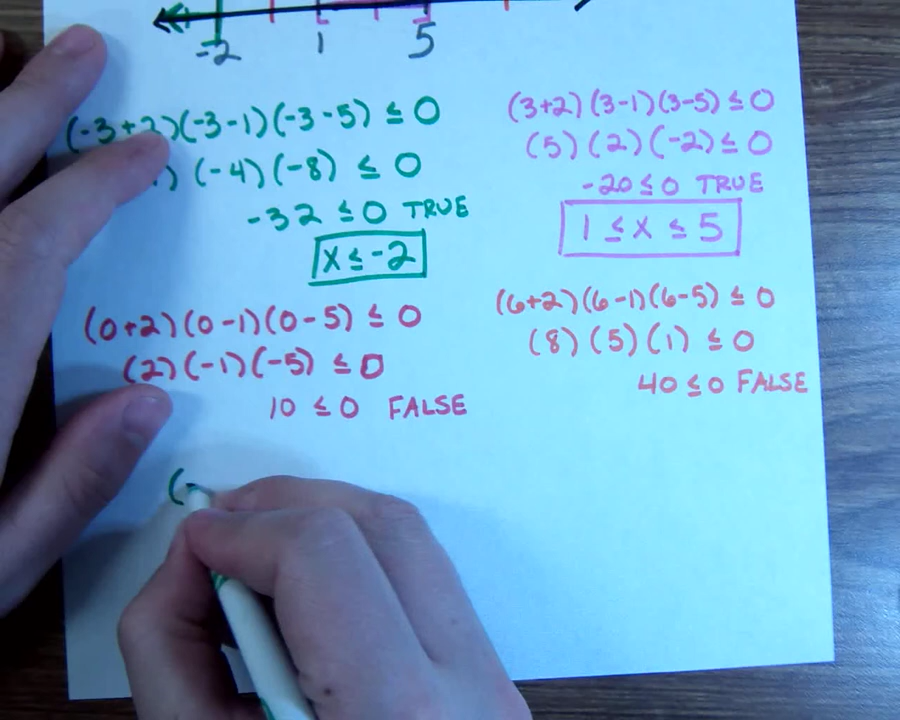 -2 1 5
(-3+2)(-3-1)(-3-5) ≤ 0
) (-4)(-8) ≤ 0
-32 ≤ 0 TRUE
x ≤ -2
(3+2)(3-1)(3-5) ≤ 0
(5)(2)(-2) ≤ 0
-20 ≤ 0 TRUE
1 ≤ x ≤ 5
(0+2)(0-1)(0-5) ≤ 0
(2)(-1)(-5) ≤ 0
10 ≤ 0 FALSE
(6+2)(6-1)(6-5) ≤ 0
(8)(5)(1) ≤ 0
40 ≤ 0 FALSE
(